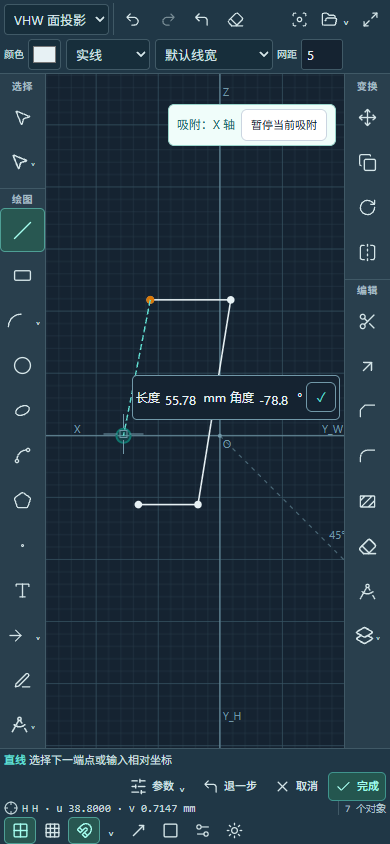 VHW 面投影
颜色 实线 默认线宽 网距 5
选择
变换
Z
吸附：X 轴 暂停当前吸附
绘图
编辑
长度 55.78 mm 角度 -78.8 °
X
Y_W
O
45°
T
Y_H
直线 选择下一端点或输入相对坐标
参数 退一步 取消 完成
H H · u 38.8000 · v 0.7147 mm 7 个对象